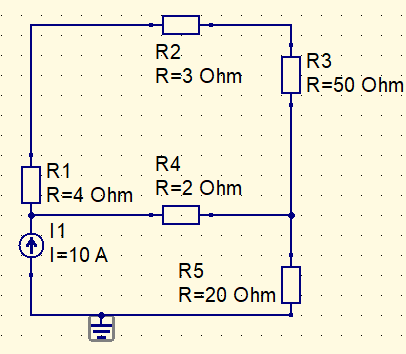 R2
R=3 Ohm
R3
R=50 Ohm
R1
R=4 Ohm
R4
R=2 Ohm
I1
I=10 A
R5
R=20 Ohm